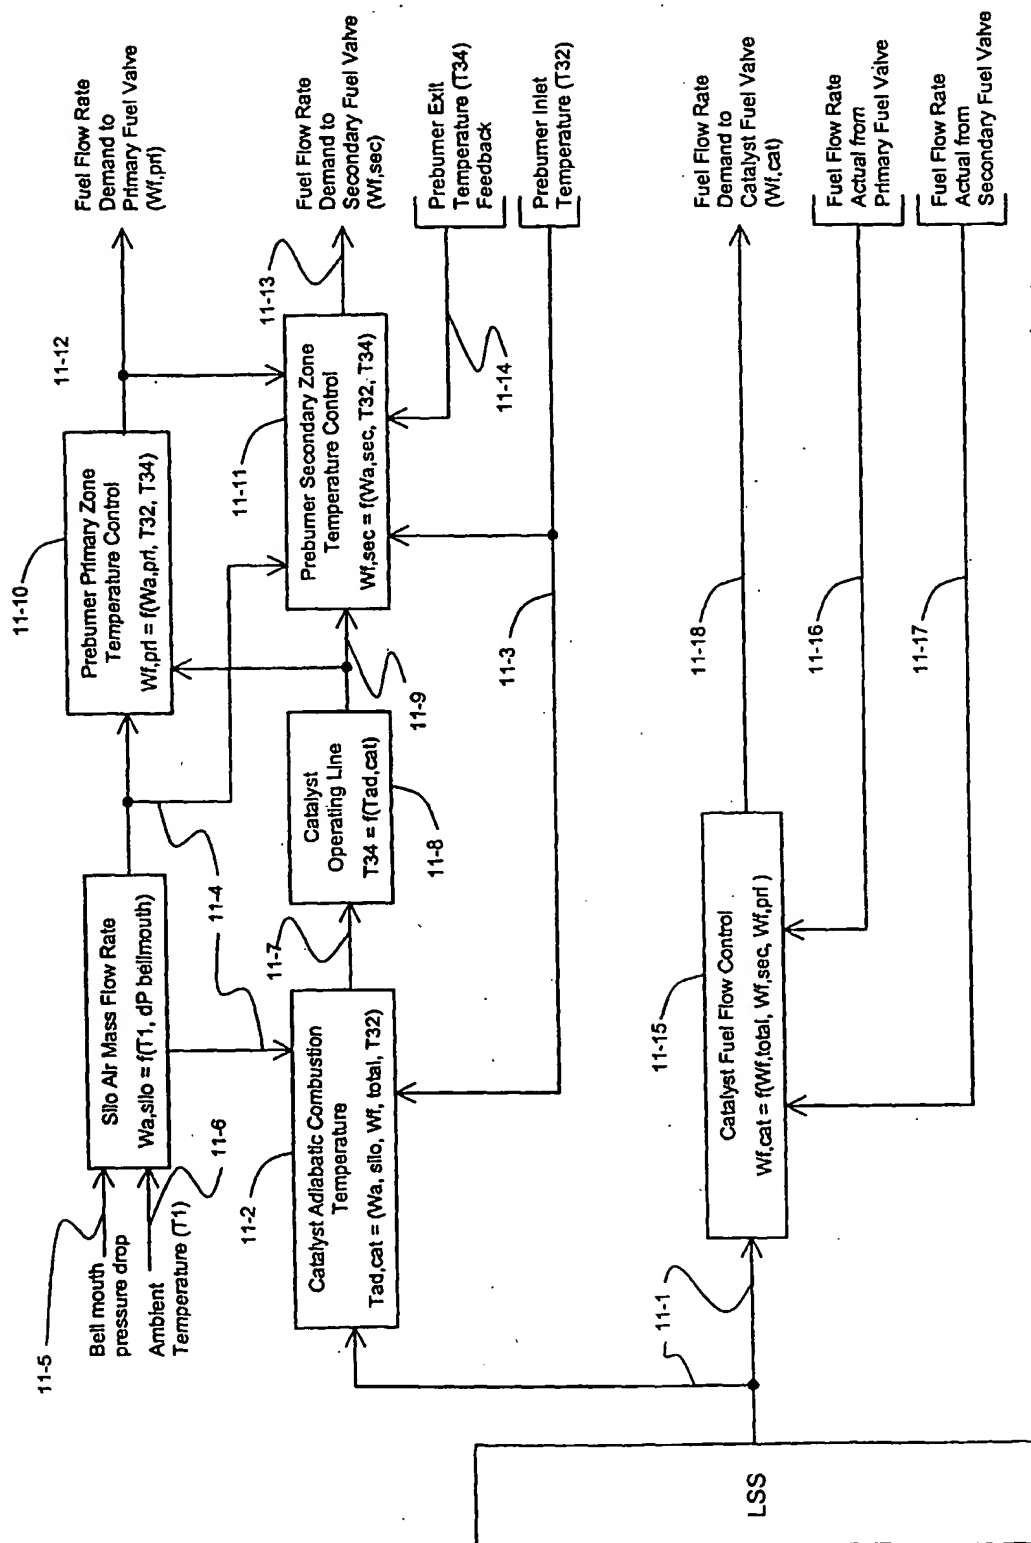 Fuel Flow Rate
Demand to
Primary Fuel Valve
(Wf,pri)
11-12
11-10
Preburner Primary Zone
Temperature Control
Wf,pri = f(Wa,pri, T32, T34)
Fuel Flow Rate
Demand to
Secondary Fuel Valve
(Wf,sec)
11-13
11-11
Preburner Secondary Zone
Temperature Control
Wf,sec = f(Wa,sec, T32, T34)
Preburner Exit
Temperature (T34)
Feedback
11-14
Preburner Inlet
Temperature (T32)
11-3
Silo Air Mass Flow Rate
Wa,silo = f(T1, dP bellmouth)
11-4
11-5
Bell mouth
pressure drop
Ambient
Temperature (T1)
11-6
11-9
Catalyst
Operating Line
T34 = f(Tad,cat)
11-8
11-7
11-2
Catalyst Adiabatic Combustion
Temperature
Tad,cat = (Wa, silo, Wf, total, T32)
Fuel Flow Rate
Demand to
Catalyst Fuel Valve
(Wf,cat)
11-18
Fuel Flow Rate
Actual from
Primary Fuel Valve
11-16
Fuel Flow Rate
Actual from
Secondary Fuel Valve
11-17
11-15
Catalyst Fuel Flow Control
Wf,cat = f(Wf,total, Wf,sec, Wf,pri )
11-1
LSS